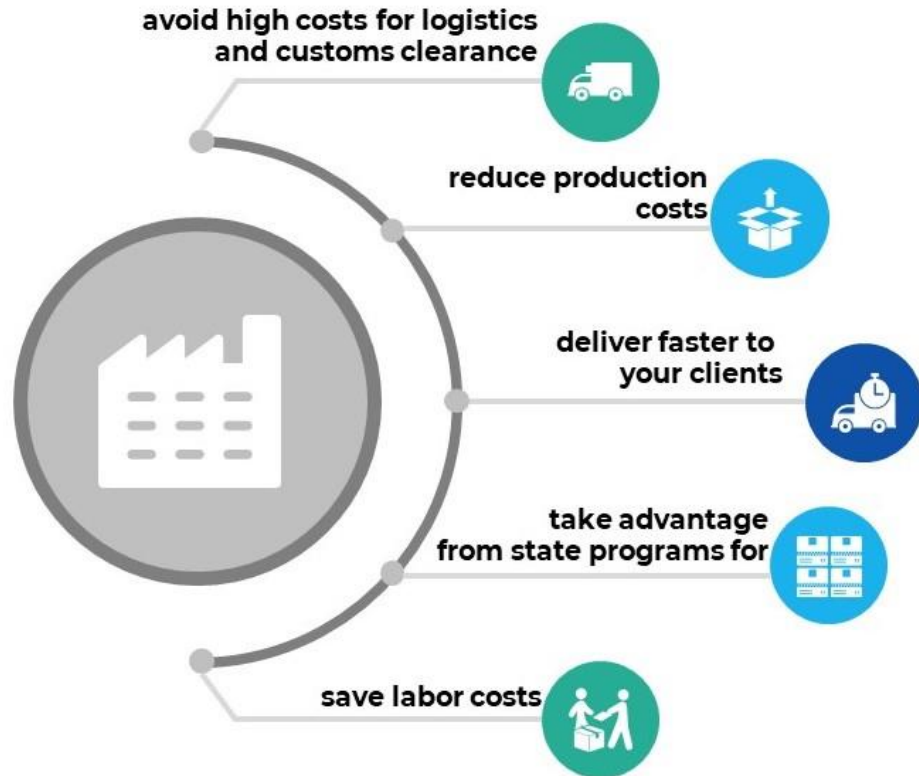 avoid high costs for logistics
and customs clearance
reduce production
costs
deliver faster to
your clients
take advantage
from state programs for
save labor costs